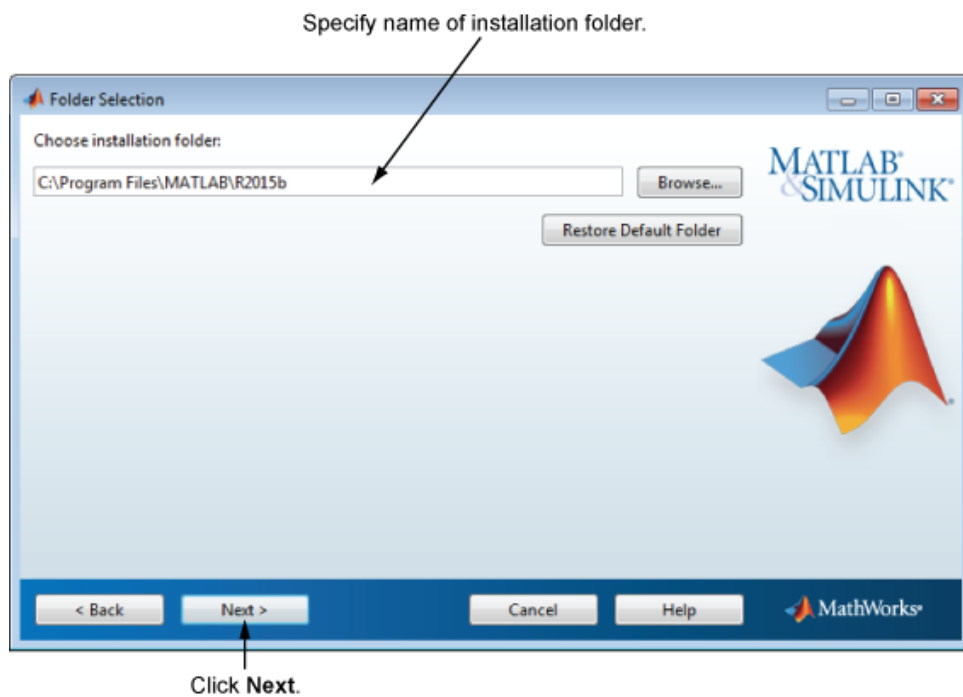 Specify name of installation folder.
Folder Selection
Choose installation folder:
C:\Program Files\MATLAB\R2015b
Browse...
Restore Default Folder
MATLAB®
&SIMULINK®
< Back
Next >
Cancel
Help
MathWorks®
Click Next.